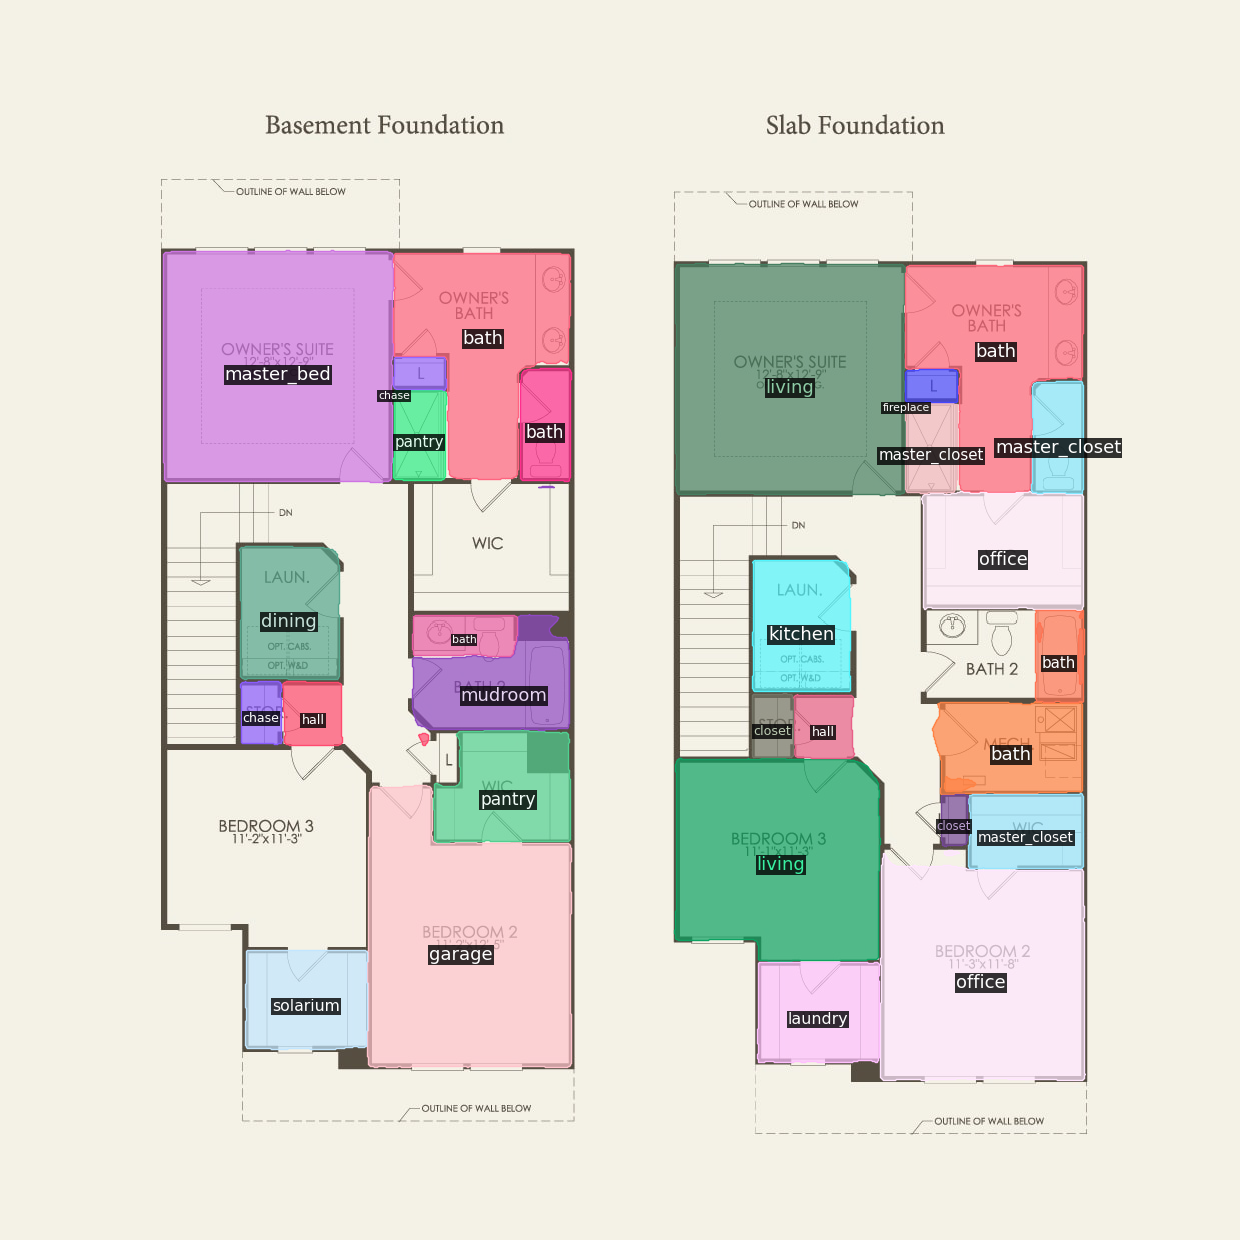 Basement Foundation
Slab Foundation
OUTLINE OF WALL BELOW
OUTLINE OF WALL BELOW
OWNER'S
BATH
bath
OWNER'S SUITE
12'-8"x12'-9"
master_bed
L
chase
pantry
bath
DN
WIC
LAUN.
dining
OPT. CABS.
OPT. W&D
bath
BATH 2
mudroom
STOR.
chase
hall
L
WIC
pantry
BEDROOM 3
11'-2"x11'-3"
BEDROOM 2
11'-2"x12'-5"
garage
solarium
OUTLINE OF WALL BELOW
OWNER'S
BATH
bath
OWNER'S SUITE
12'-8"x12'-9"
living
L
fireplace
master_closet
master_closet
DN
office
LAUN.
kitchen
OPT. CABS.
OPT. W&D
BATH 2
bath
STOR.
closet
hall
MECH
bath
closet
WIC
master_closet
BEDROOM 3
11'-1"x11'-3"
living
BEDROOM 2
11'-3"x11'-8"
office
laundry
OUTLINE OF WALL BELOW